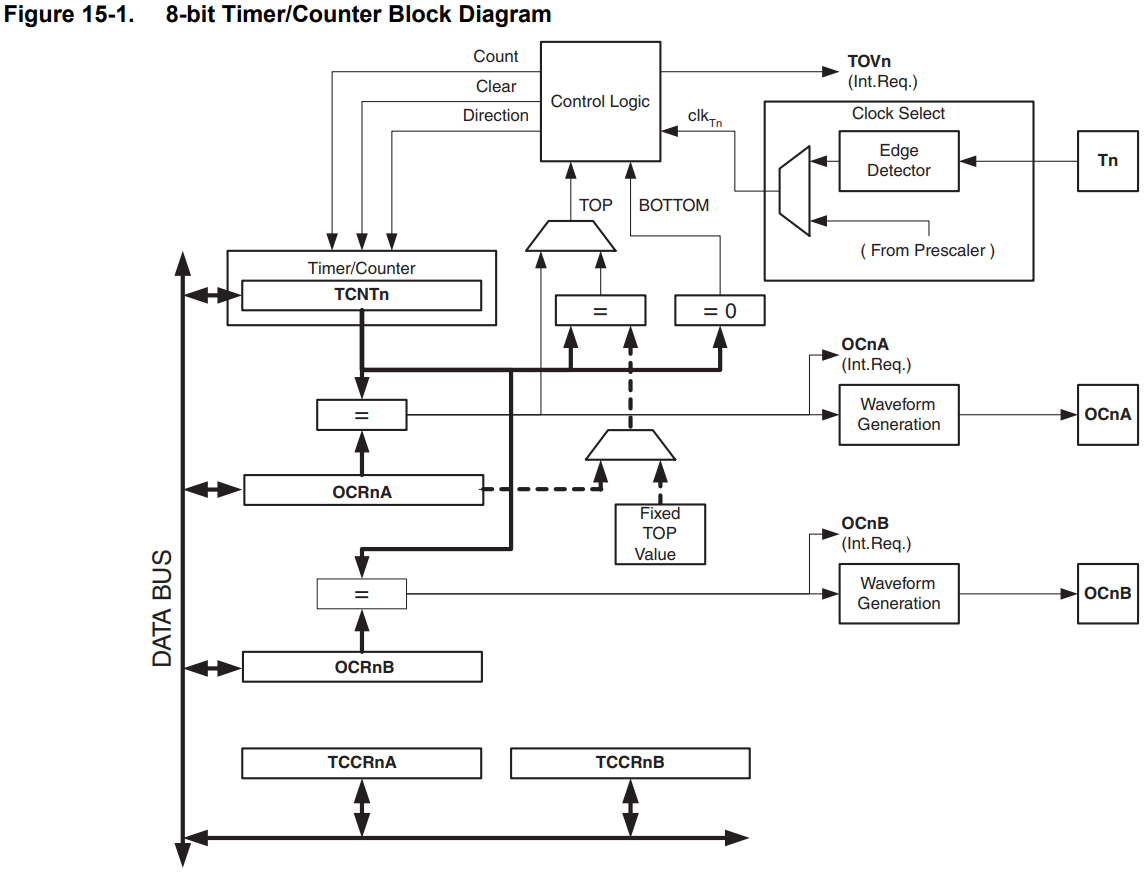 Figure 15-1. 8-bit Timer/Counter Block Diagram
Count
Clear
Direction
Control Logic
TOVn
(Int.Req.)
clkTn
Clock Select
Edge
Detector
Tn
( From Prescaler )
TOP
BOTTOM
Timer/Counter
TCNTn
=
= 0
OCnA
(Int.Req.)
=
Waveform
Generation
OCnA
OCRnA
Fixed
TOP
Value
OCnB
(Int.Req.)
=
Waveform
Generation
OCnB
DATA BUS
OCRnB
TCCRnA
TCCRnB